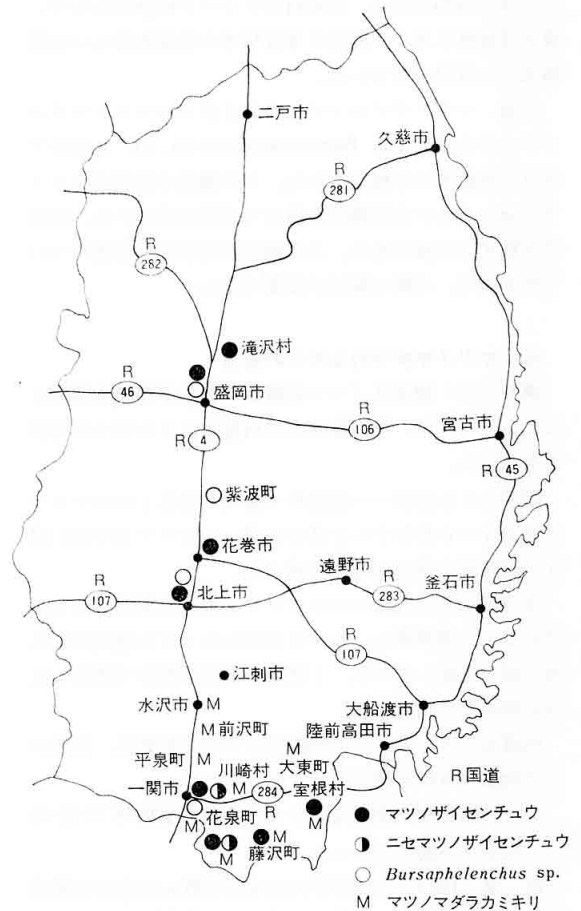 二戸市
久慈市
R
281
R
282
滝沢村
R
46
盛岡市
R
106
宮古市
R 4
R 45
紫波町
花巻市
遠野市
釜石市
R
107
北上市
R
283
R
107
江刺市
水沢市 M
大船渡市
M 前沢町
陸前高田市
平泉町 M
M
大東町
川崎村
M
一関市
284
室根町
M
R国道
R
花泉町
M
マツノザイセンチュウ
M
M
藤沢町
ニセマツノザイセンチュウ
Bursaphelenchus sp.
M マツノマダラカミキリ